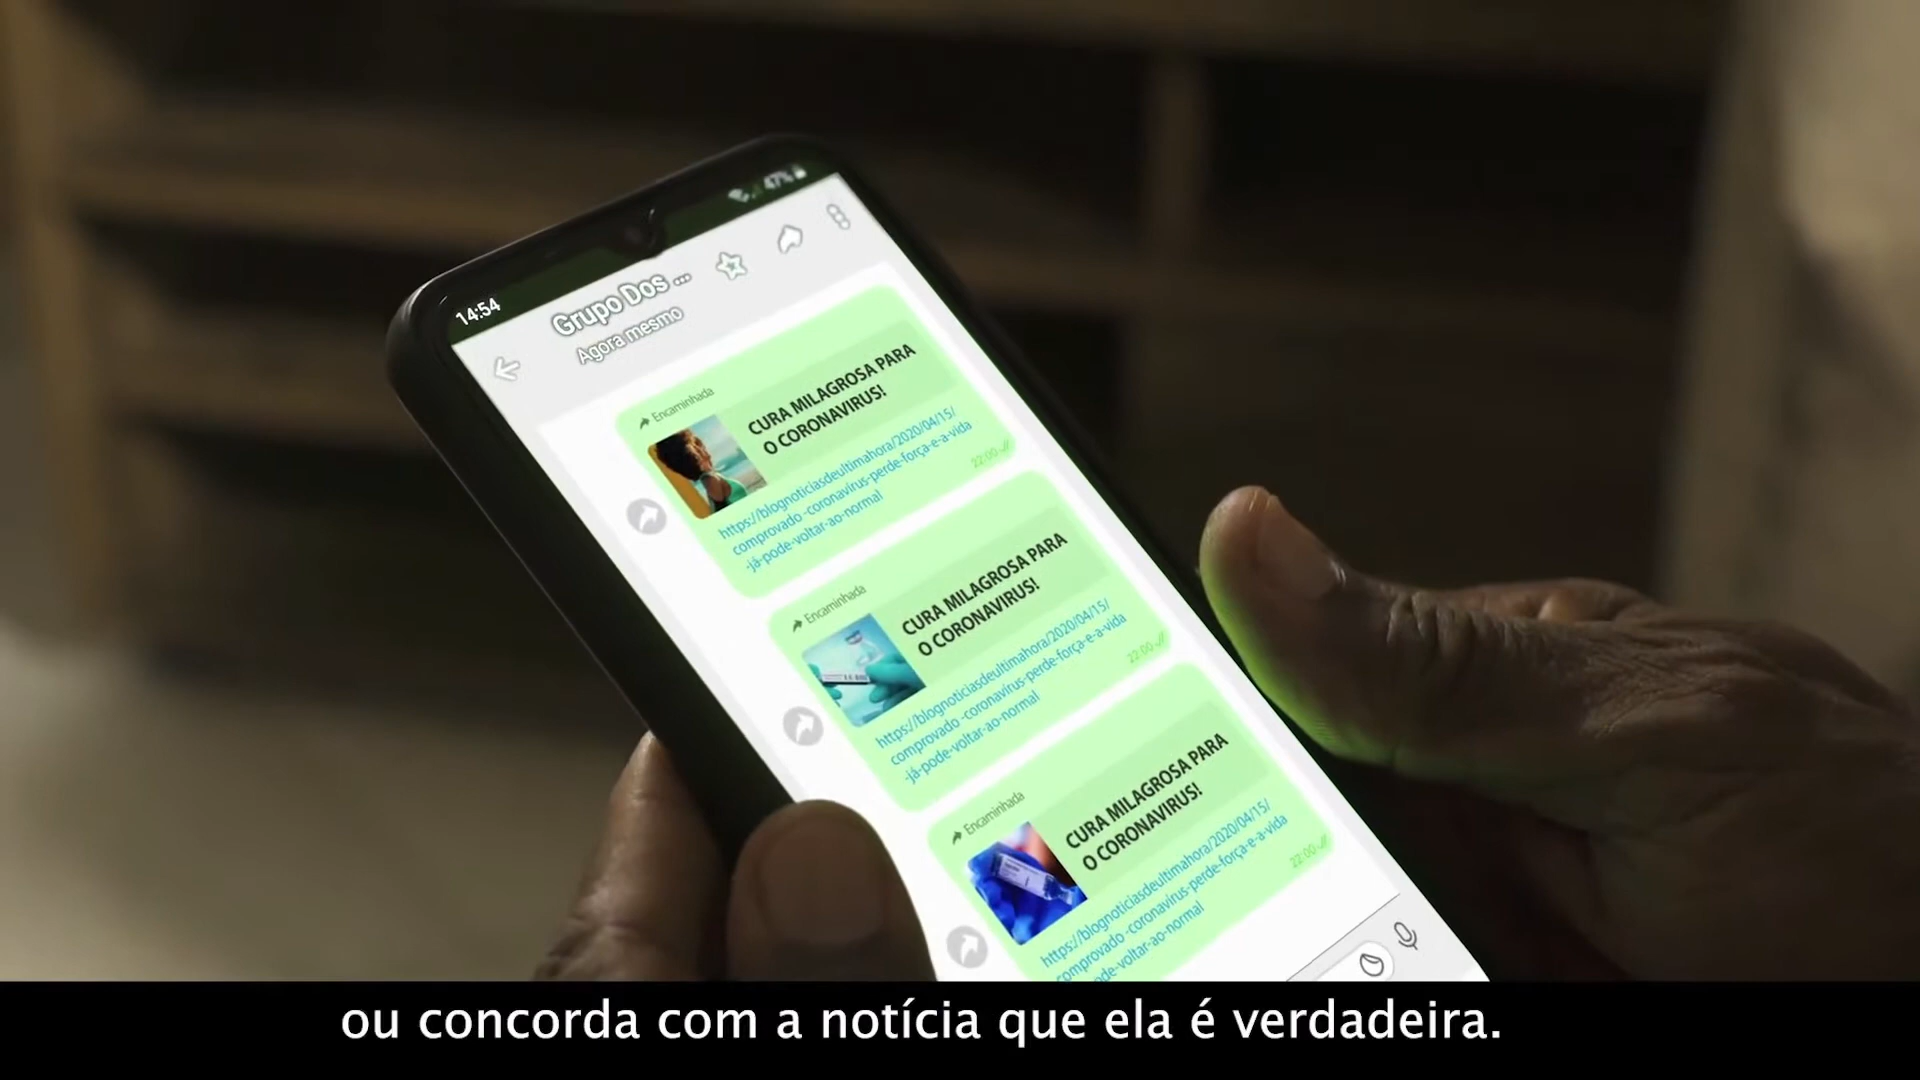 14:54
47%
Grupo Dos ...
Agora mesmo
Encaminhada
CURA MILAGROSA PARA
O CORONAVIRUS!
https://blognoticiasdeultimahora/2020/04/15/
comprovado-coronavírus-perde-força-e-a-vida
-já-pode-voltar-ao-normal
22:00
Encaminhada
CURA MILAGROSA PARA
O CORONAVIRUS!
https://blognoticiasdeultimahora/2020/04/15/
comprovado-coronavírus-perde-força-e-a-vida
-já-pode-voltar-ao-normal
22:00
Encaminhada
CURA MILAGROSA PARA
O CORONAVIRUS!
https://blognoticiasdeultimahora/2020/04/15/
comprovado-coronavírus-perde-força-e-a-vida
-já-pode-voltar-ao-normal
22:00
ou concorda com a notícia que ela é verdadeira.